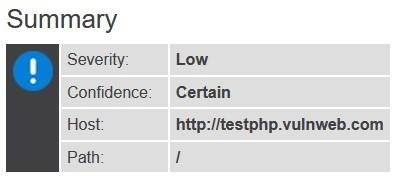 Summary
Severity: Low
Confidence: Certain
Host: http://testphp.vulnweb.com
Path: /